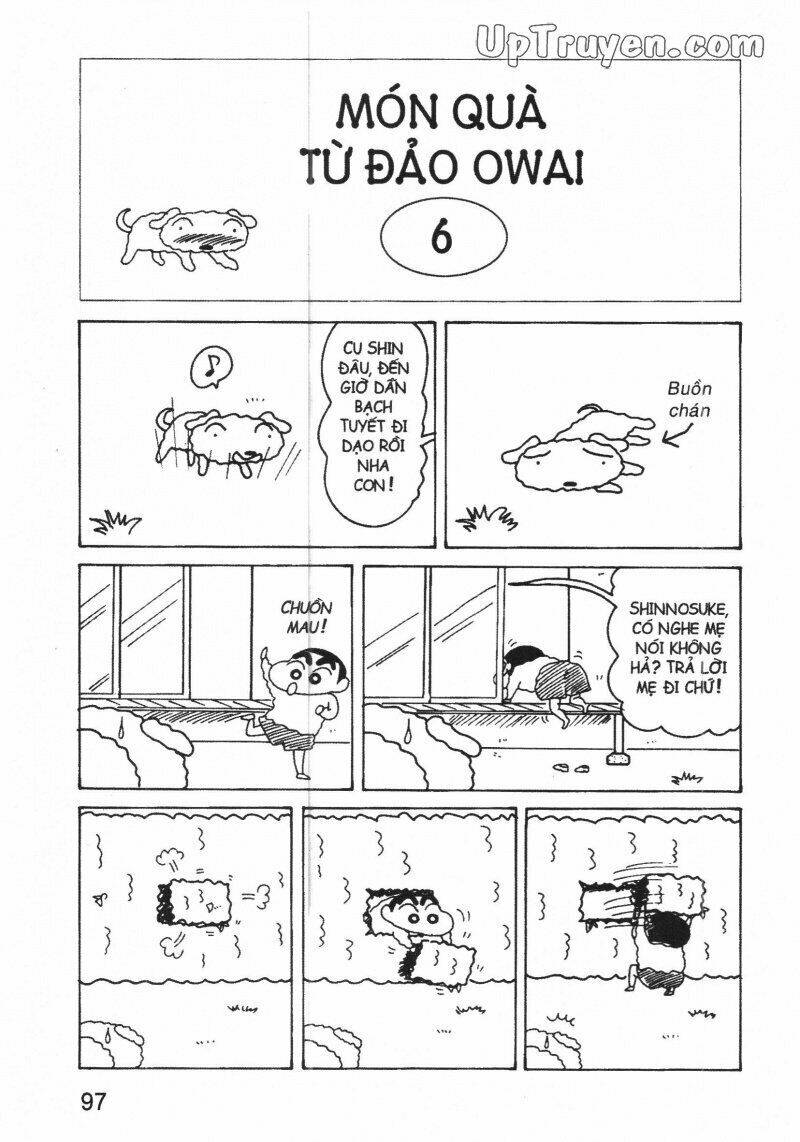 UpTruyen.com
MÓN QUÀ
TỪ ĐẢO OWAI
6
CU SHIN
ĐÂU, ĐẾN
GIỜ DẪN
BẠCH
TUYẾT ĐI
DẠO RỒI
NHA
CON!
Buồn
chán
CHUỒN
MAU!
SHINNOSUKE,
CÓ NGHE MẸ
NÓI KHÔNG
HẢ? TRẢ LỜI
MẸ ĐI CHỨ!
97